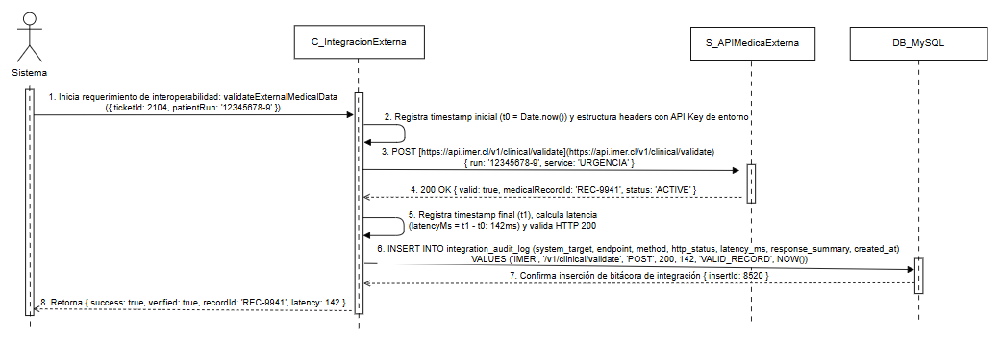 C_IntegracionExterna
S_APIMedicaExterna
DB_MySQL
Sistema
1. Inicia requerimiento de interoperabilidad: validateExternalMedicalData
({ ticketId: 2104, patientRun: '12345678-9' })
2. Registra timestamp inicial (t0 = Date.now()) y estructura headers con API Key de entorno
3. POST [https://api.imer.cl/v1/clinical/validate](https://api.imer.cl/v1/clinical/validate)
{ run: '12345678-9', service: 'URGENCIA' }
4. 200 OK { valid: true, medicalRecordId: 'REC-9941', status: 'ACTIVE' }
5. Registra timestamp final (t1), calcula latencia
(latencyMs = t1 - t0: 142ms) y valida HTTP 200
6. INSERT INTO integration_audit_log (system_target, endpoint, method, http_status, latency_ms, response_summary, created_at)
VALUES ('IMER', '/v1/clinical/validate', 'POST', 200, 142, 'VALID_RECORD', NOW())
7. Confirma inserción de bitácora de integración { insertId: 8520 }
8. Retorna { success: true, verified: true, recordId: 'REC-9941', latency: 142 }